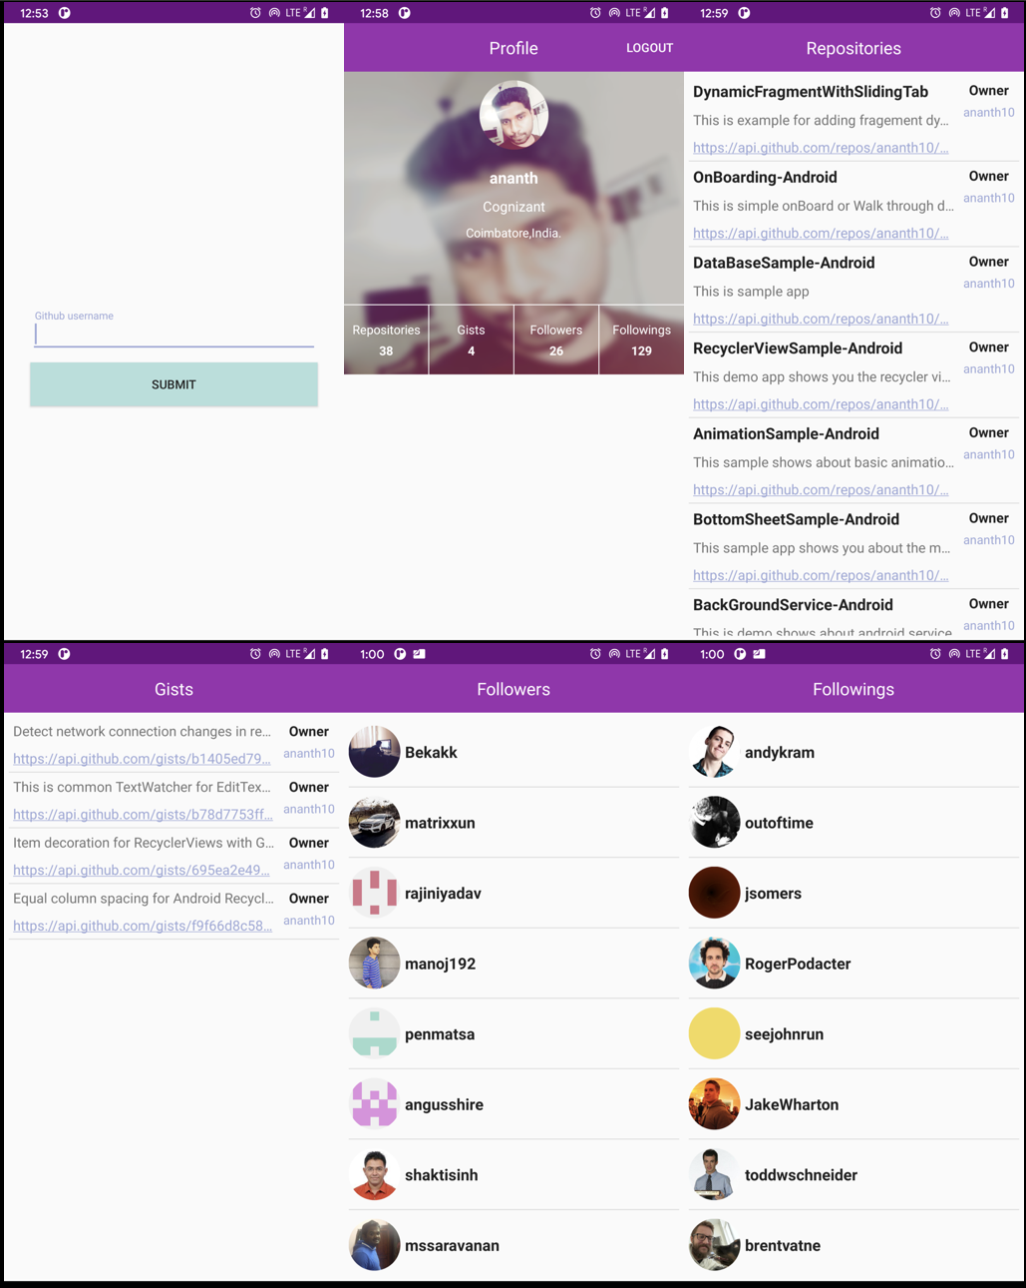 12:53 LTE R
Github username
SUBMIT
12:58 LTE R
Profile LOGOUT
ananth
Cognizant
Coimbatore,India.
Repositories Gists Followers Followings
38 4 26 129
12:59 LTE R
Repositories
DynamicFragmentWithSlidingTab Owner
This is example for adding fragement dy... ananth10
https://api.github.com/repos/ananth10/...
OnBoarding-Android Owner
This is simple onBoard or Walk through d... ananth10
https://api.github.com/repos/ananth10/...
DataBaseSample-Android Owner
This is sample app ananth10
https://api.github.com/repos/ananth10/...
RecyclerViewSample-Android Owner
This demo app shows you the recycler vi... ananth10
https://api.github.com/repos/ananth10/...
AnimationSample-Android Owner
This sample shows about basic animatio... ananth10
https://api.github.com/repos/ananth10/...
BottomSheetSample-Android Owner
This sample app shows you about the m... ananth10
https://api.github.com/repos/ananth10/...
BackGroundService-Android Owner
This is demo shows about android service ananth10
12:59 LTE R
Gists
Detect network connection changes in re... Owner
https://api.github.com/gists/b1405ed79... ananth10
This is common TextWatcher for EditTex... Owner
https://api.github.com/gists/b78d7753ff... ananth10
Item decoration for RecyclerViews with G... Owner
https://api.github.com/gists/695ea2e49... ananth10
Equal column spacing for Android Recycl... Owner
https://api.github.com/gists/f9f66d8c58... ananth10
1:00 LTE R
Followers
Bekakk
matrixxun
rajiniyadav
manoj192
penmatsa
angusshire
shaktisinh
mssaravanan
1:00 LTE R
Followings
andykram
outoftime
jsomers
RogerPodacter
seejohnrun
JakeWharton
toddwschneider
brentvatne